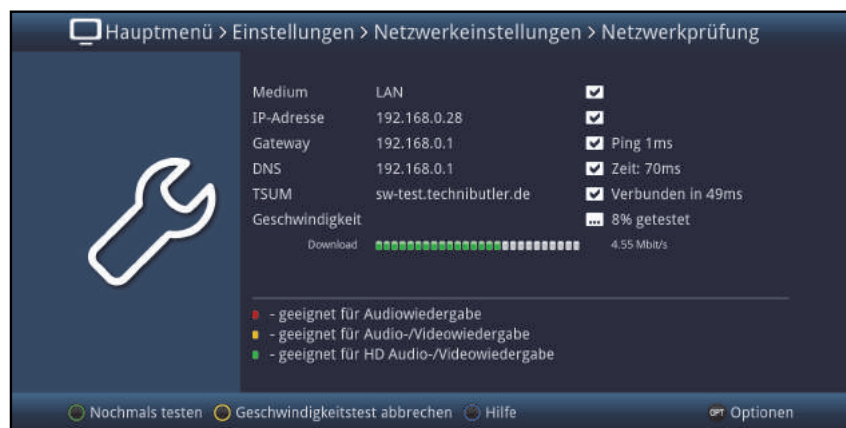 Hauptmenü > Einstellungen > Netzwerkeinstellungen > Netzwerkprüfung
Medium LAN
IP-Adresse 192.168.0.28
Gateway 192.168.0.1 Ping 1ms
DNS 192.168.0.1 Zeit: 70ms
TSUM sw-test.technibutler.de Verbunden in 49ms
Geschwindigkeit ... 8% getestet
Download 4.55 Mbit/s
- geeignet für Audiowiedergabe
- geeignet für Audio-/Videowiedergabe
- geeignet für HD Audio-/Videowiedergabe
Nochmals testen Geschwindigkeitstest abbrechen Hilfe OPT Optionen